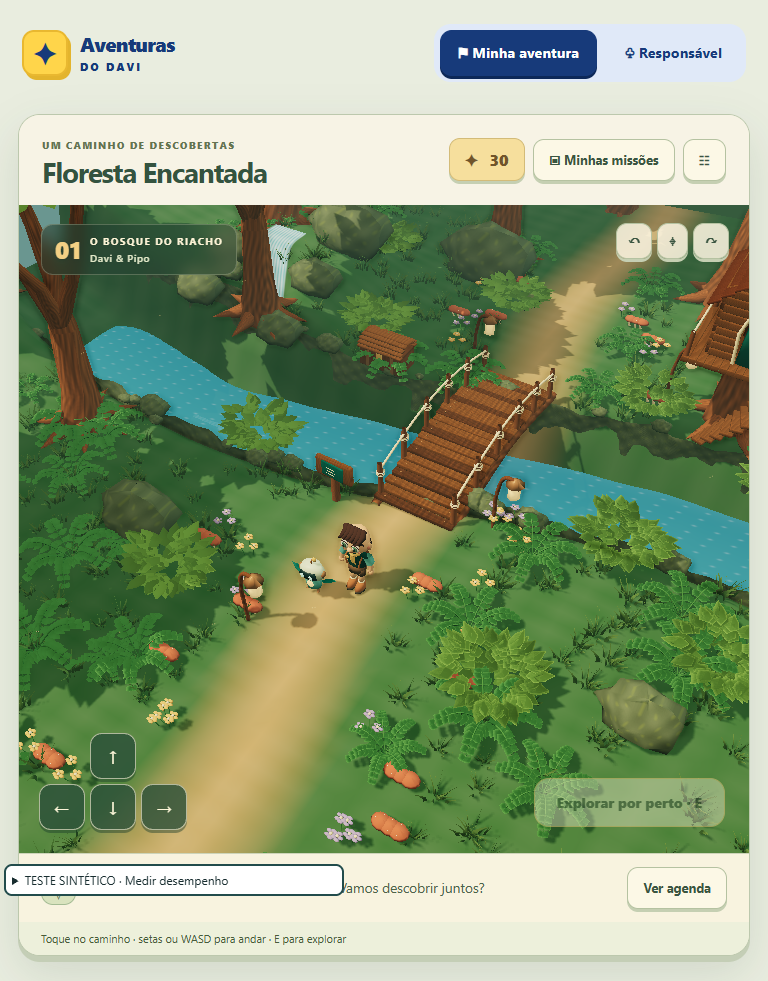 Aventuras
DO DAVI
Minha aventura
Responsável
UM CAMINHO DE DESCOBERTAS
Floresta Encantada
30
Minhas missões
01
O BOSQUE DO RIACHO
Davi & Pipo
↑
← ↓ →
Explorar por perto · E
TESTE SINTÉTICO · Medir desempenho
amos descobrir juntos?
Ver agenda
Toque no caminho · setas ou WASD para andar · E para explorar